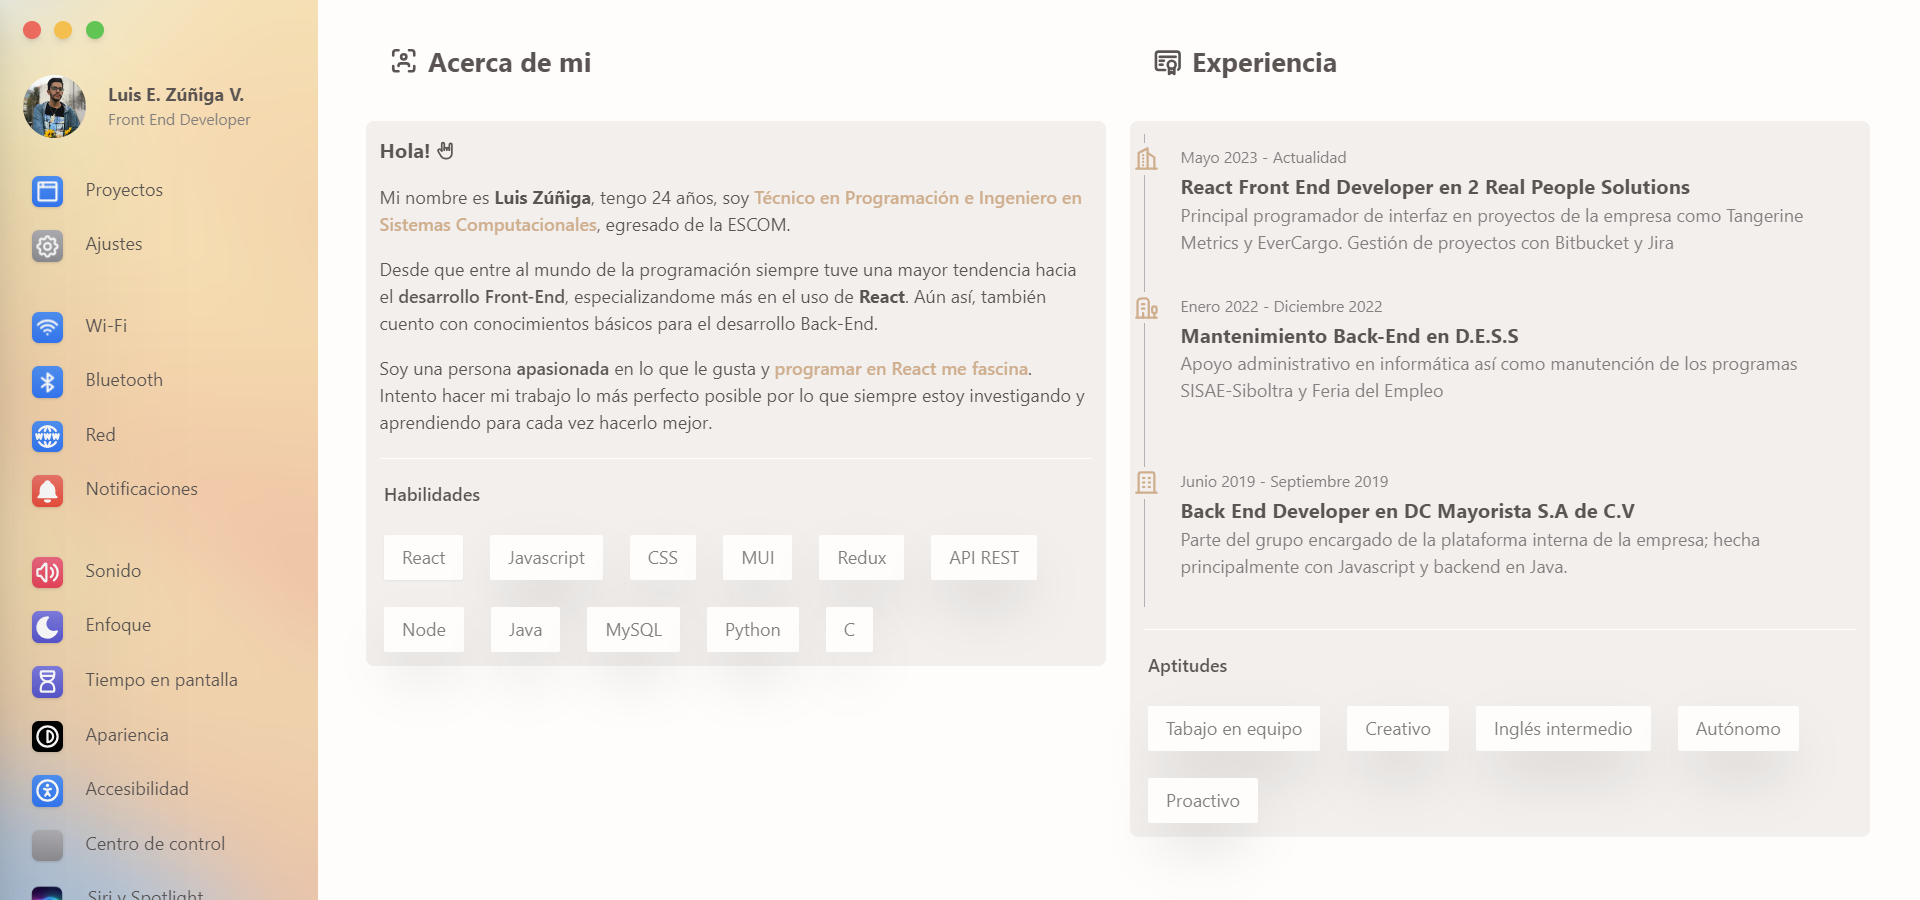 Luis E. Zúñiga V.
Front End Developer
Proyectos
Ajustes
Wi-Fi
Bluetooth
Red
Notificaciones
Sonido
Enfoque
Tiempo en pantalla
Apariencia
Accesibilidad
Centro de control
Siri y Spotlight
Acerca de mi
Hola!
Mi nombre es Luis Zúñiga, tengo 24 años, soy Técnico en Programación e Ingeniero en
Sistemas Computacionales, egresado de la ESCOM.
Desde que entre al mundo de la programación siempre tuve una mayor tendencia hacia
el desarrollo Front-End, especializandome más en el uso de React. Aún así, también
cuento con conocimientos básicos para el desarrollo Back-End.
Soy una persona apasionada en lo que le gusta y programar en React me fascina.
Intento hacer mi trabajo lo más perfecto posible por lo que siempre estoy investigando y
aprendiendo para cada vez hacerlo mejor.
Habilidades
React Javascript CSS MUI Redux API REST
Node Java MySQL Python C
Experiencia
Mayo 2023 - Actualidad
React Front End Developer en 2 Real People Solutions
Principal programador de interfaz en proyectos de la empresa como Tangerine
Metrics y EverCargo. Gestión de proyectos con Bitbucket y Jira
Enero 2022 - Diciembre 2022
Mantenimiento Back-End en D.E.S.S
Apoyo administrativo en informática así como manutención de los programas
SISAE-Siboltra y Feria del Empleo
Junio 2019 - Septiembre 2019
Back End Developer en DC Mayorista S.A de C.V
Parte del grupo encargado de la plataforma interna de la empresa; hecha
principalmente con Javascript y backend en Java.
Aptitudes
Tabajo en equipo Creativo Inglés intermedio Autónomo
Proactivo